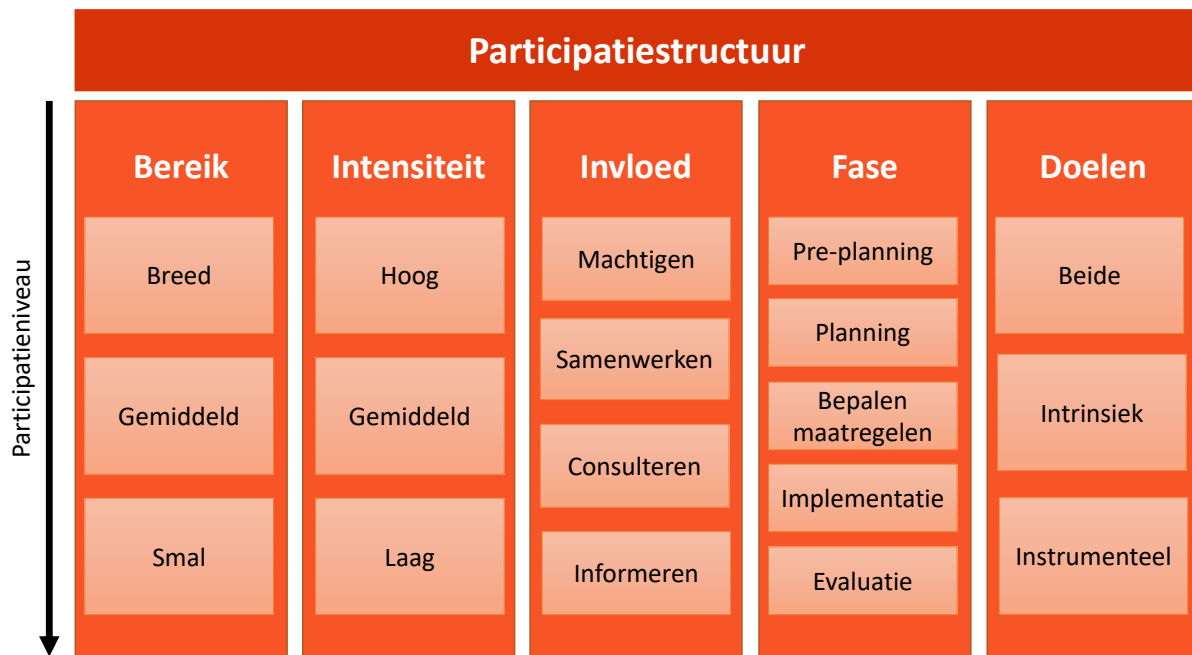 Participatiestructuur
Participatieniveau
Bereik
Breed
Gemiddeld
Smal
Intensiteit
Hoog
Gemiddeld
Laag
Invloed
Machtigen
Samenwerken
Consulteren
Informeren
Fase
Pre-planning
Planning
Bepalen
maatregelen
Implementatie
Evaluatie
Doelen
Beide
Intrinsiek
Instrumenteel